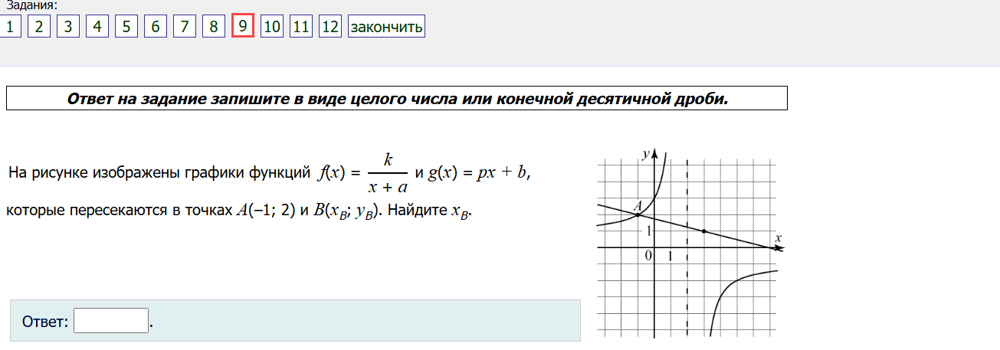 Задания:
1 2 3 4 5 6 7 8 9 10 11 12 закончить
Ответ на задание запишите в виде целого числа или конечной десятичной дроби.
На рисунке изображены графики функций f(x) = k / (x + a) и g(x) = px + b,
которые пересекаются в точках A(–1; 2) и B(x_B; y_B). Найдите x_B.
y
A
1
x
0 1
Ответ: .